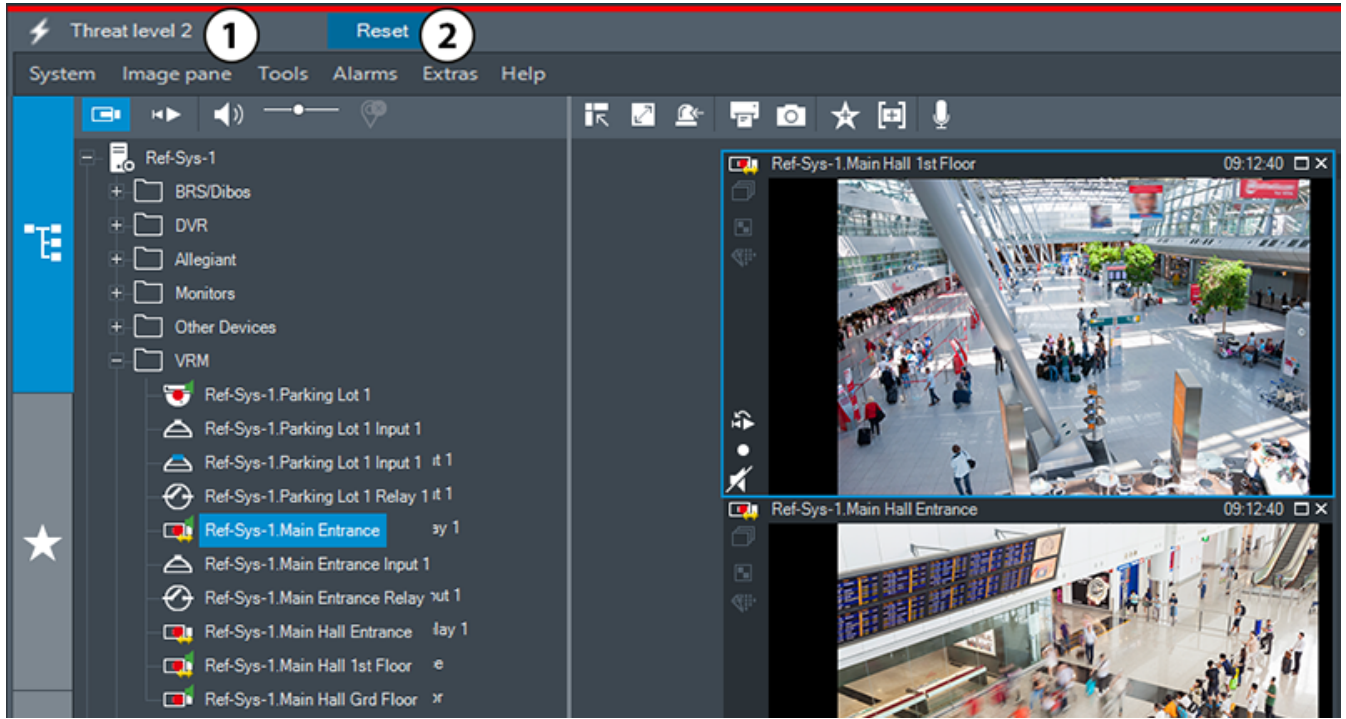 Threat level 2 1 Reset 2
System Image pane Tools Alarms Extras Help
Ref-Sys-1
BRS/Dibos
DVR
Allegiant
Monitors
Other Devices
VRM
Ref-Sys-1.Parking Lot 1
Ref-Sys-1.Parking Lot 1 Input 1
Ref-Sys-1.Parking Lot 1 Input 1
Ref-Sys-1.Parking Lot 1 Relay 1
Ref-Sys-1.Main Entrance
Ref-Sys-1.Main Entrance Input 1
Ref-Sys-1.Main Entrance Relay
Ref-Sys-1.Main Hall Entrance
Ref-Sys-1.Main Hall 1st Floor
Ref-Sys-1.Main Hall Grd Floor
Ref-Sys-1.Main Hall 1st Floor 09:12:40
Ref-Sys-1.Main Hall Entrance 09:12:40